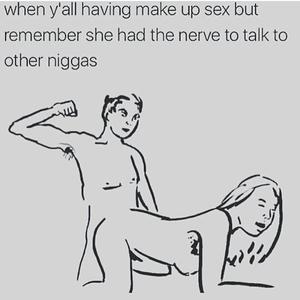 when y'all having make up sex but
remember she had the nerve to talk to
other niggas